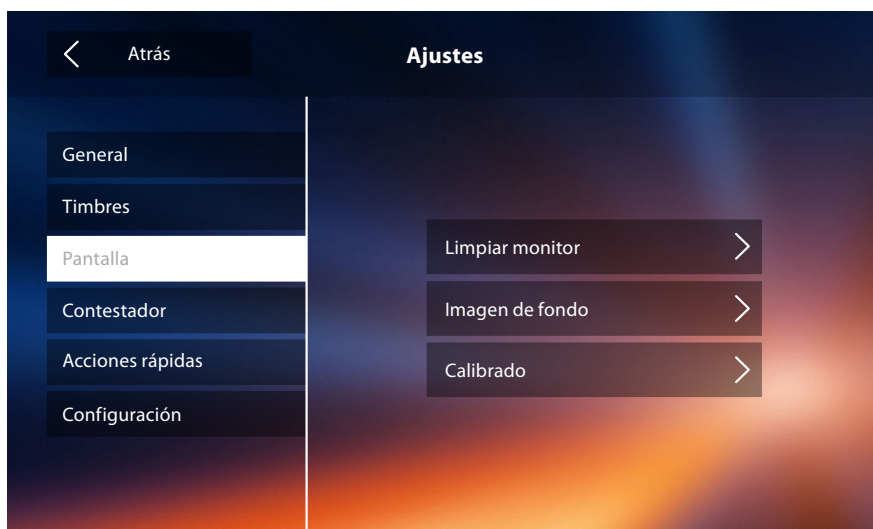 Atrás
Ajustes
General
Timbres
Pantalla
Contestador
Acciones rápidas
Configuración
Limpiar monitor
Imagen de fondo
Calibrado